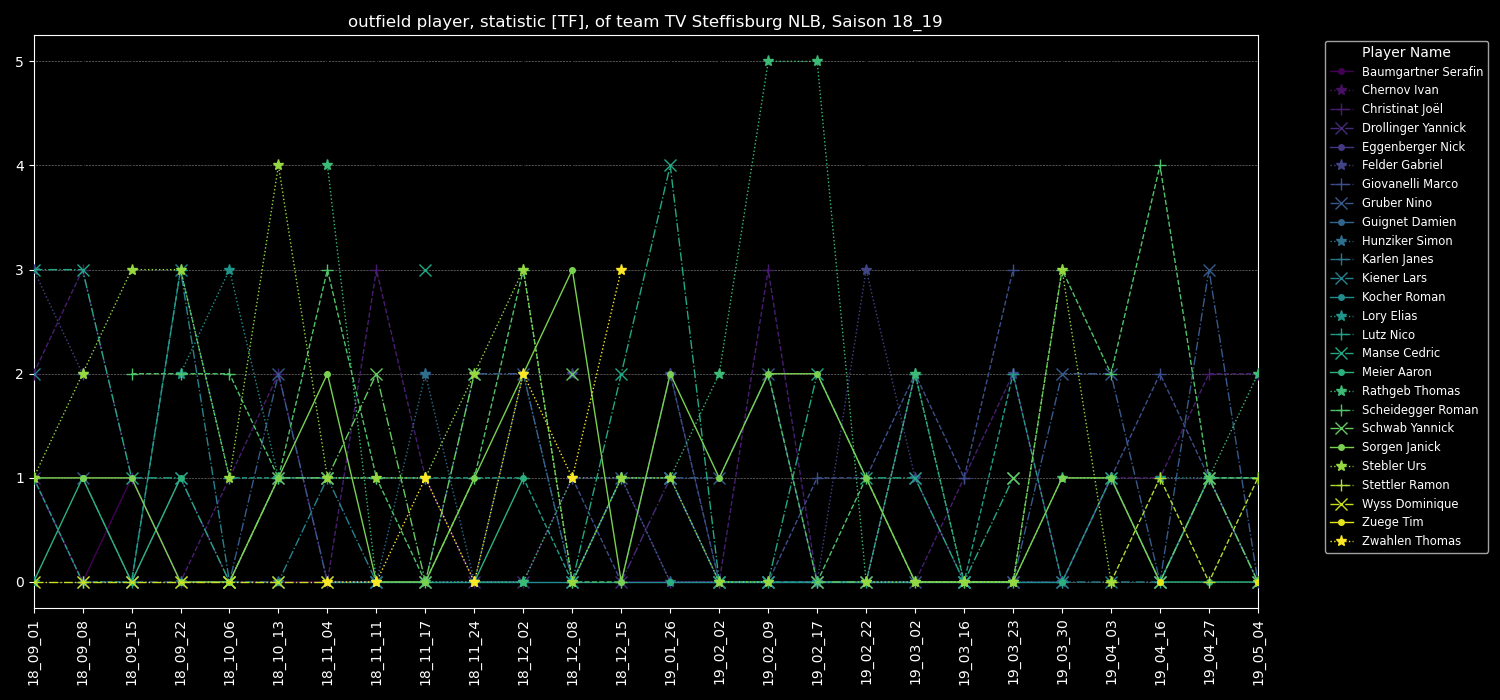 outfield player, statistic [TF], of team TV Steffisburg NLB, Saison 18_19
5
4
3
2
1
0
18_09_01
18_09_08
18_09_15
18_09_22
18_10_06
18_10_13
18_11_04
18_11_11
18_11_17
18_11_24
18_12_02
18_12_08
18_12_15
19_01_26
19_02_02
19_02_09
19_02_17
19_02_22
19_03_02
19_03_16
19_03_23
19_03_30
19_04_03
19_04_16
19_04_27
19_05_04
Player Name
Baumgartner Serafin
Chernov Ivan
Christinat Joël
Drollinger Yannick
Eggenberger Nick
Felder Gabriel
Giovanelli Marco
Gruber Nino
Guignet Damien
Hunziker Simon
Karlen Janes
Kiener Lars
Kocher Roman
Lory Elias
Lutz Nico
Manse Cedric
Meier Aaron
Rathgeb Thomas
Scheidegger Roman
Schwab Yannick
Sorgen Janick
Stebler Urs
Stettler Ramon
Wyss Dominique
Zuege Tim
Zwahlen Thomas